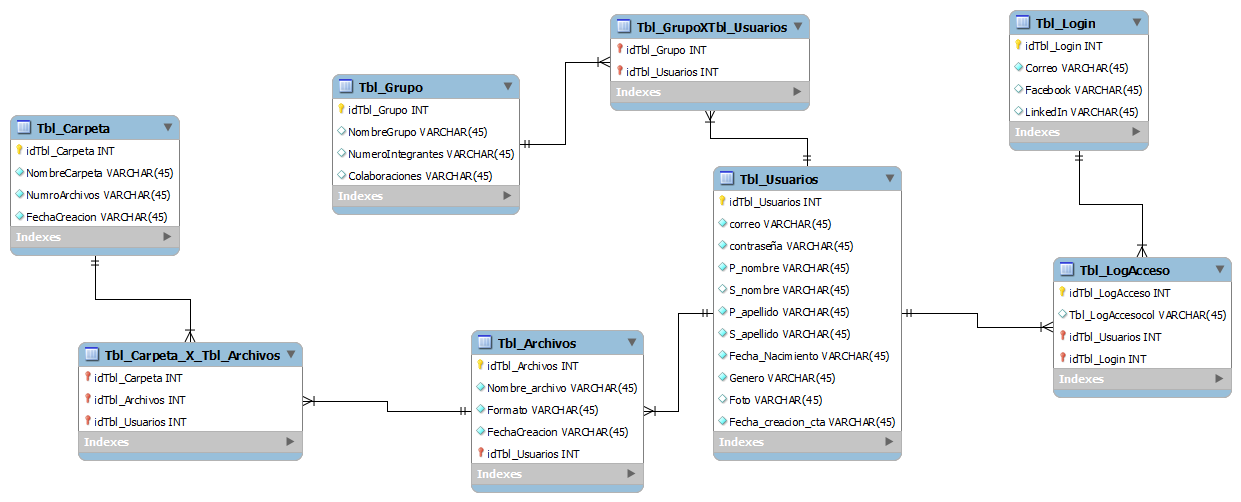 Tbl_Carpeta
idTbl_Carpeta INT
NombreCarpeta VARCHAR(45)
NumroArchivos VARCHAR(45)
FechaCreacion VARCHAR(45)
Indexes
Tbl_Grupo
idTbl_Grupo INT
NombreGrupo VARCHAR(45)
NumeroIntegrantes VARCHAR(45)
Colaboraciones VARCHAR(45)
Indexes
Tbl_GrupoXTbl_Usuarios
idTbl_Grupo INT
idTbl_Usuarios INT
Indexes
Tbl_Login
idTbl_Login INT
Correo VARCHAR(45)
Facebook VARCHAR(45)
LinkedIn VARCHAR(45)
Indexes
Tbl_Usuarios
idTbl_Usuarios INT
correo VARCHAR(45)
contraseña VARCHAR(45)
P_nombre VARCHAR(45)
S_nombre VARCHAR(45)
P_apellido VARCHAR(45)
S_apellido VARCHAR(45)
Fecha_Nacimiento VARCHAR(45)
Genero VARCHAR(45)
Foto VARCHAR(45)
Fecha_creacion_cta VARCHAR(45)
Indexes
Tbl_LogAcceso
idTbl_LogAcceso INT
Tbl_LogAccesocol VARCHAR(45)
idTbl_Usuarios INT
idTbl_Login INT
Indexes
Tbl_Carpeta_X_Tbl_Archivos
idTbl_Carpeta INT
idTbl_Archivos INT
idTbl_Usuarios INT
Indexes
Tbl_Archivos
idTbl_Archivos INT
Nombre_archivo VARCHAR(45)
Formato VARCHAR(45)
FechaCreacion VARCHAR(45)
idTbl_Usuarios INT
Indexes